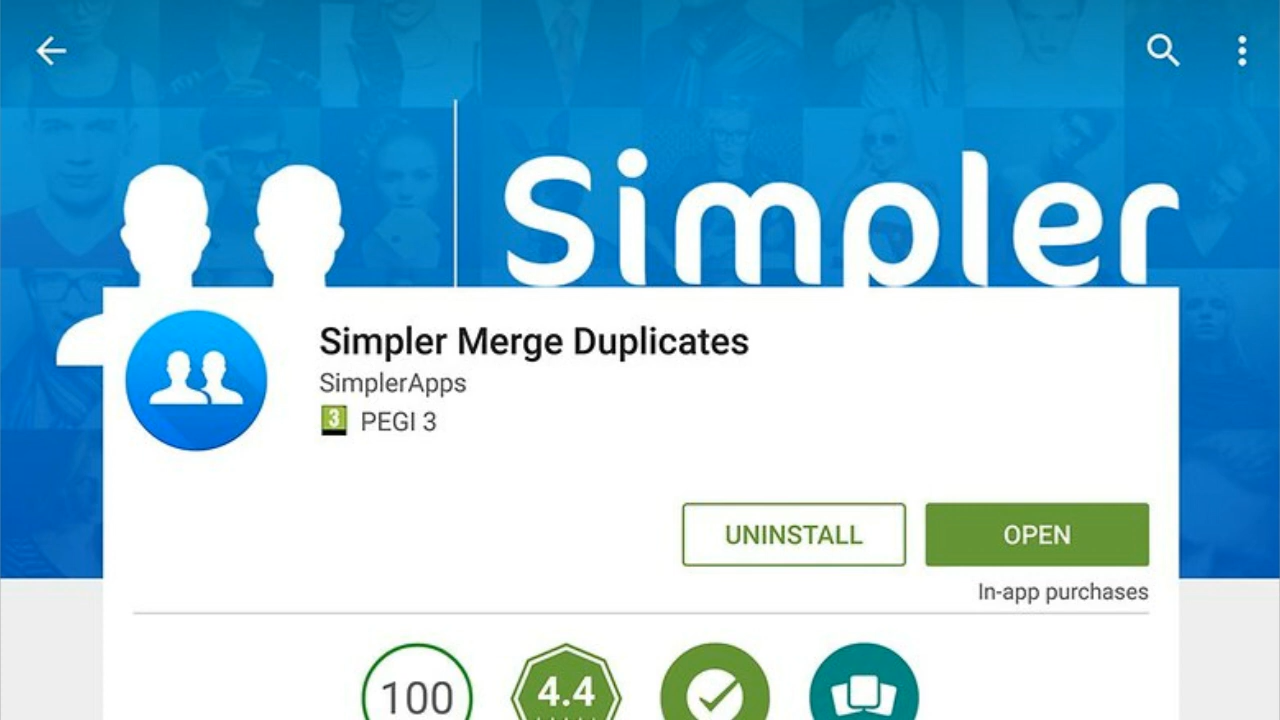 Simpler
Simpler Merge Duplicates
SimplerApps
3 PEGI 3
UNINSTALL
OPEN
In-app purchases
100
4.4